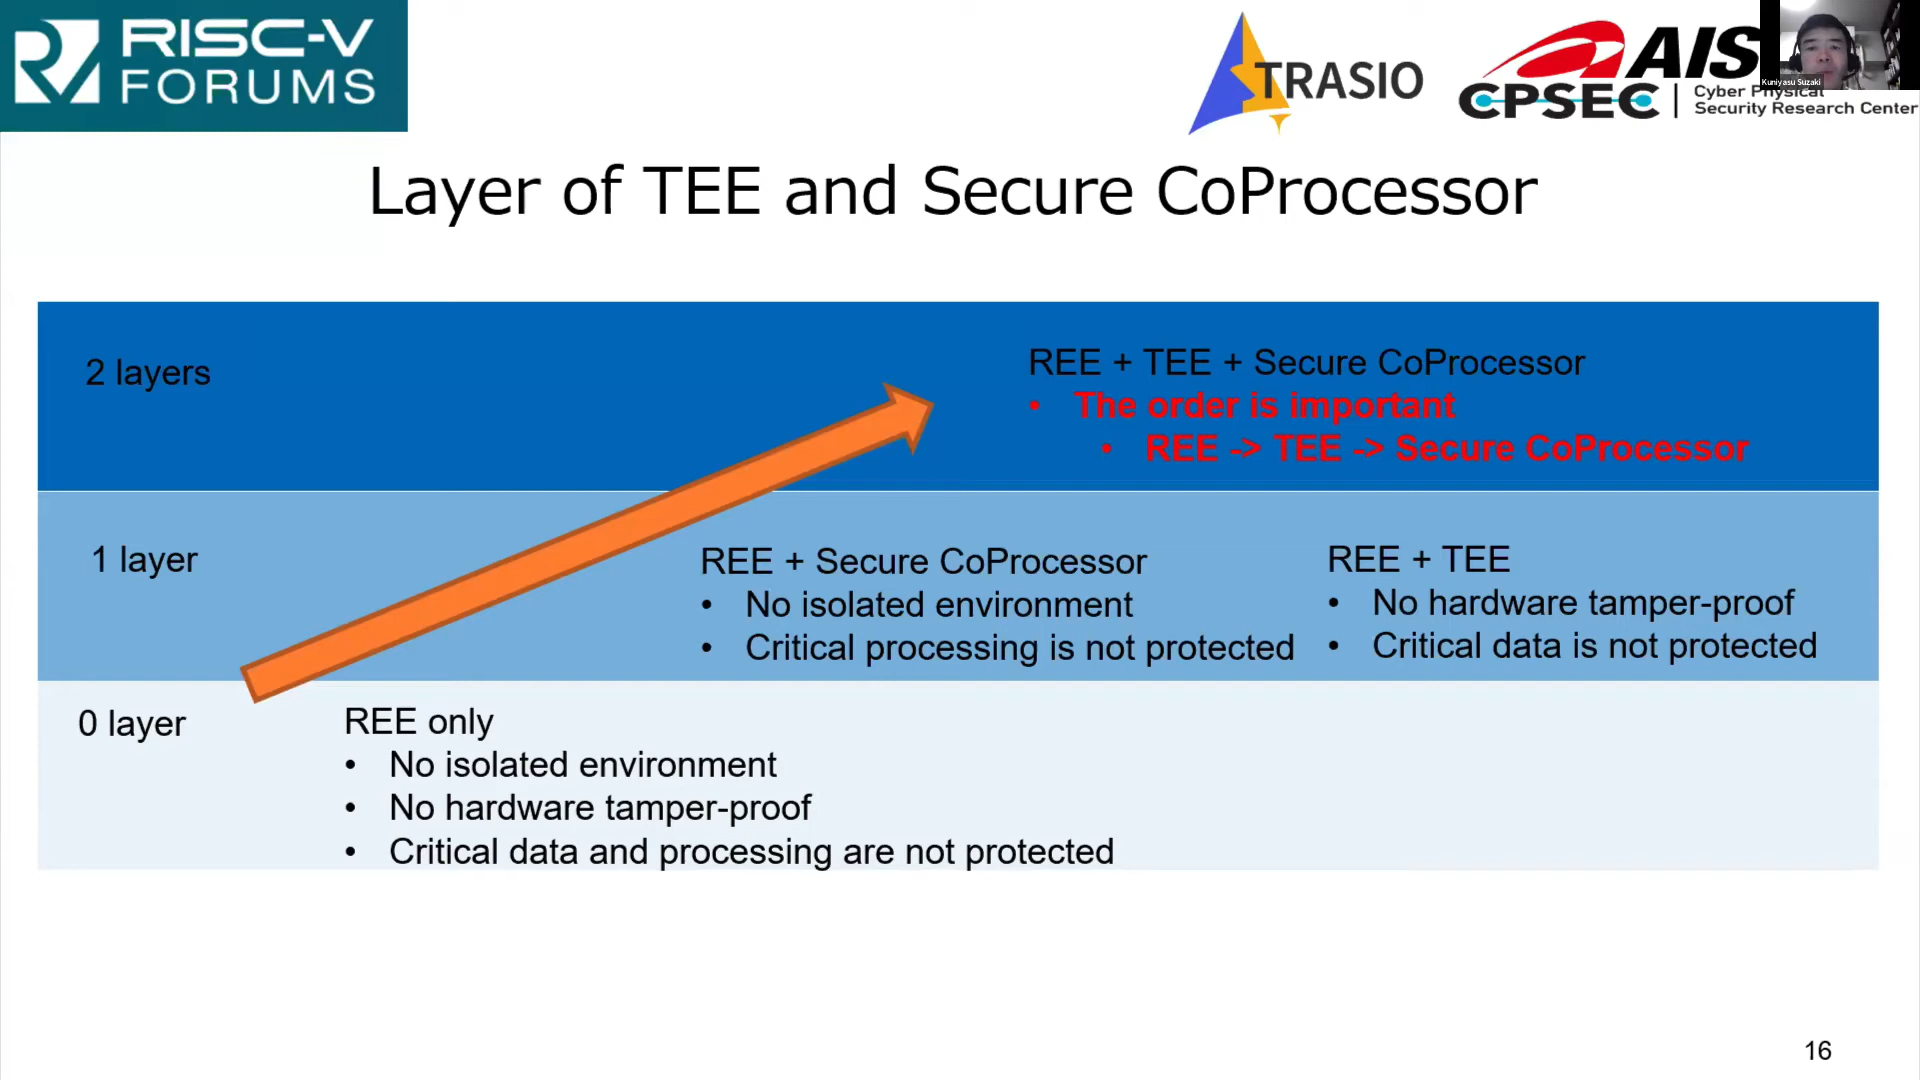 RISC-V
FORUMS
TRASIO
AIS
CPSEC
Cyber Physical
Security Research Center
Kuniyasu Suzaki
Layer of TEE and Secure CoProcessor
2 layers
REE + TEE + Secure CoProcessor
• The order is important
• REE -> TEE -> Secure CoProcessor
1 layer
REE + Secure CoProcessor
• No isolated environment
• Critical processing is not protected
REE + TEE
• No hardware tamper-proof
• Critical data is not protected
0 layer
REE only
• No isolated environment
• No hardware tamper-proof
• Critical data and processing are not protected
16